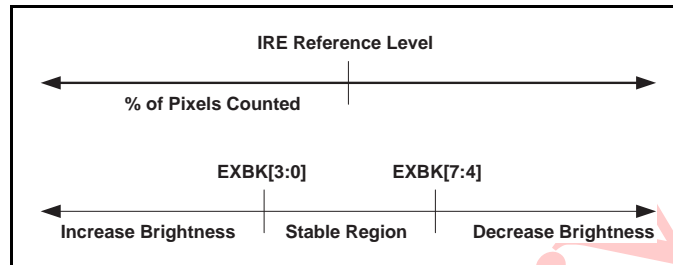 IRE Reference Level
% of Pixels Counted
EXBK[3:0] EXBK[7:4]
Increase Brightness Stable Region Decrease Brightness